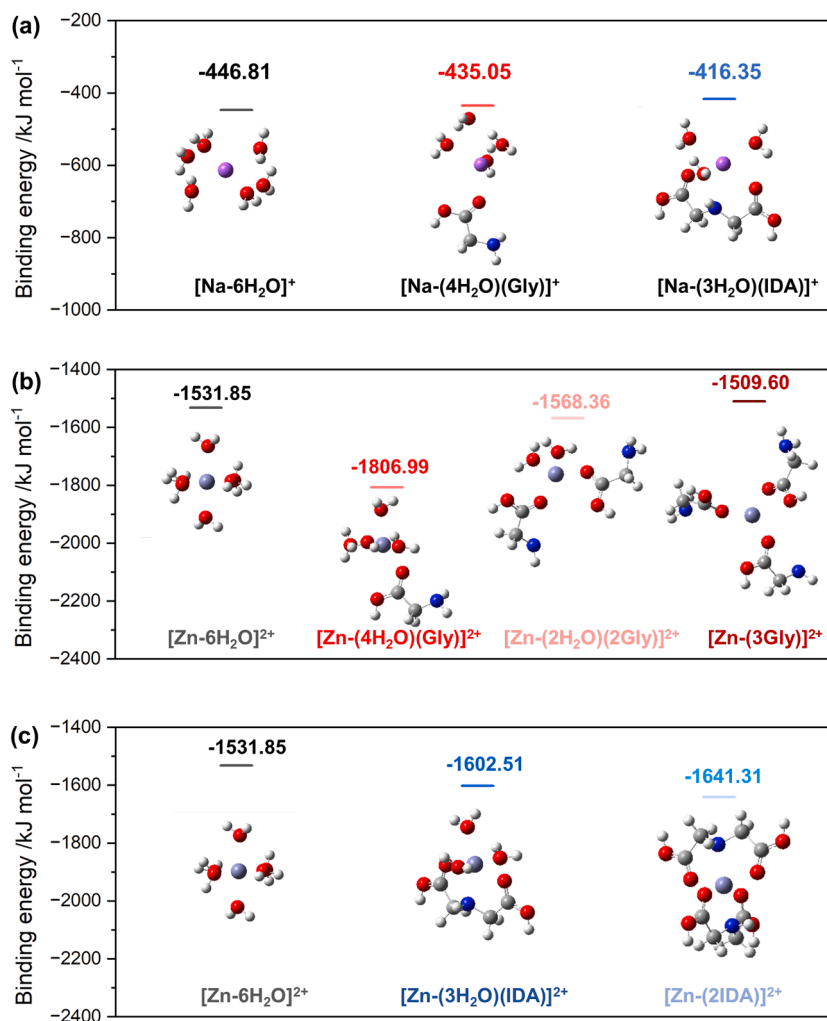 (a)
Binding energy /kJ mol⁻¹
−200
−400
−600
−800
−1000
-446.81
-435.05
-416.35
[Na-6H₂O]⁺
[Na-(4H₂O)(Gly)]⁺
[Na-(3H₂O)(IDA)]⁺
(b)
Binding energy /kJ mol⁻¹
−1400
−1600
−1800
−2000
−2200
−2400
-1531.85
-1806.99
-1568.36
-1509.60
[Zn-6H₂O]²⁺
[Zn-(4H₂O)(Gly)]²⁺
[Zn-(2H₂O)(2Gly)]²⁺
[Zn-(3Gly)]²⁺
(c)
Binding energy /kJ mol⁻¹
−1400
−1600
−1800
−2000
−2200
−2400
-1531.85
-1602.51
-1641.31
[Zn-6H₂O]²⁺
[Zn-(3H₂O)(IDA)]²⁺
[Zn-(2IDA)]²⁺